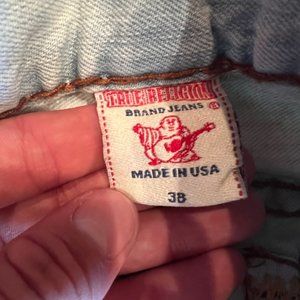 TRUE RELIGION
BRAND JEANS ®
MADE IN USA
38